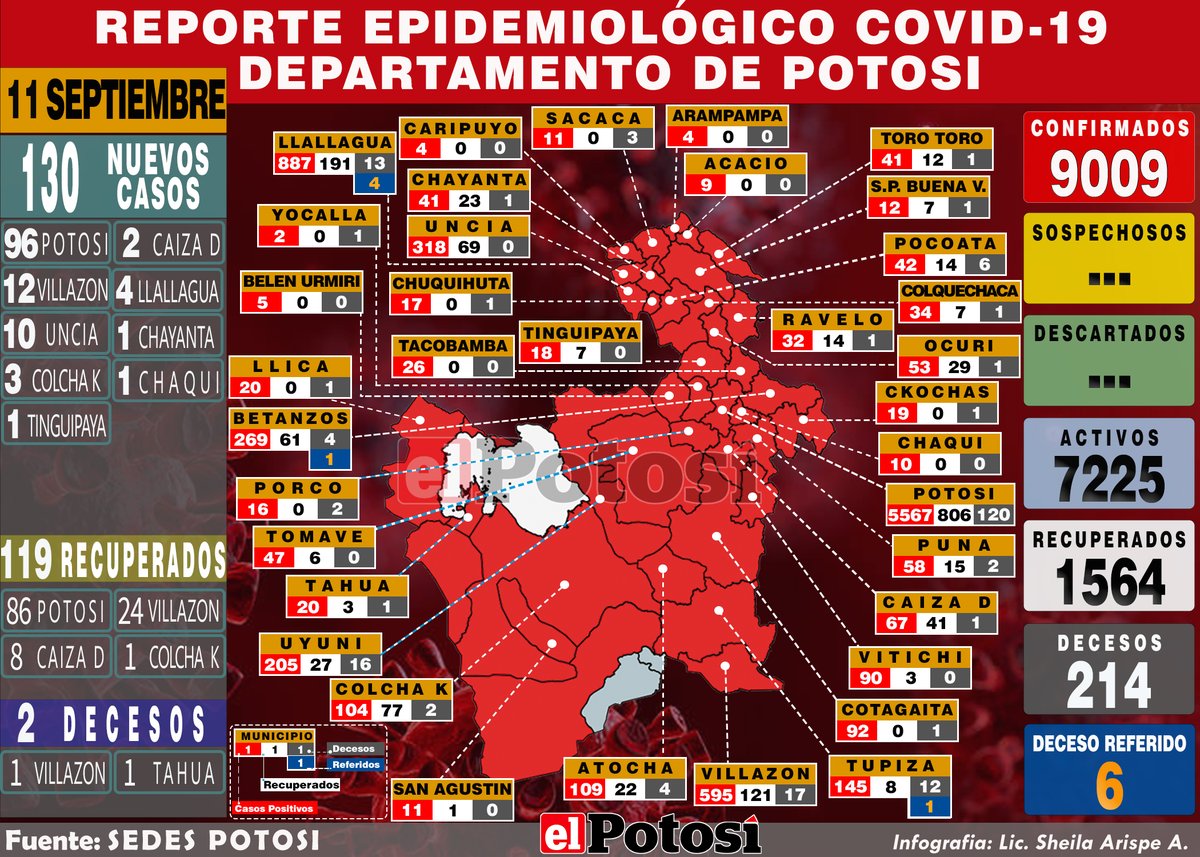 REPORTE EPIDEMIOLÓGICO COVID-19
DEPARTAMENTO DE POTOSI
11 SEPTIEMBRE
130 NUEVOS CASOS
96 POTOSI
2 CAIZA D
12 VILLAZON
4 LLALLAGUA
10 UNCIA
1 CHAYANTA
3 COLCHA K
1 CHAQUI
1 TINGUIPAYA
119 RECUPERADOS
86 POTOSI
24 VILLAZON
8 CAIZA D
1 COLCHA K
2 DECESOS
1 VILLAZON
1 TAHUA
LLALLAGUA
887 191 13
4
CARIPUYO
4 0 0
SACACA
11 0 3
ARAMPAMPA
4 0 0
ACACIO
9 0 0
TORO TORO
41 12 1
S.P. BUENA V.
12 7 1
CHAYANTA
41 23 1
YOCALLA
2 0 1
UNCIA
318 69 0
POCOATA
42 14 6
BELEN URMIRI
5 0 0
CHUQUIHUTA
17 0 1
COLQUECHACA
34 7 1
TINGUIPAYA
18 7 0
RAVELO
32 14 1
TACOBAMBA
26 0 0
OCURI
53 29 1
LLICA
20 0 1
CKOCHAS
19 0 1
BETANZOS
269 61 4
1
CHAQUI
10 0 0
PORCO
16 0 2
POTOSI
5567 806 120
TOMAVE
47 6 0
PUNA
58 15 2
TAHUA
20 3 1
CAIZA D
67 41 1
UYUNI
205 27 16
VITICHI
90 3 0
COLCHA K
104 77 2
COTAGAITA
92 0 1
SAN AGUSTIN
11 1 0
ATOCHA
109 22 4
VILLAZON
595 121 17
TUPIZA
145 8 12
1
el Potosí
MUNICIPIO
1 1 1
1
Decesos
Referidos
Recuperados
Casos Positivos
CONFIRMADOS
9009
SOSPECHOSOS
...
DESCARTADOS
...
ACTIVOS
7225
RECUPERADOS
1564
DECESOS
214
DECESO REFERIDO
6
Fuente: SEDES POTOSI
el Potosí
Infografia: Lic. Sheila Arispe A.